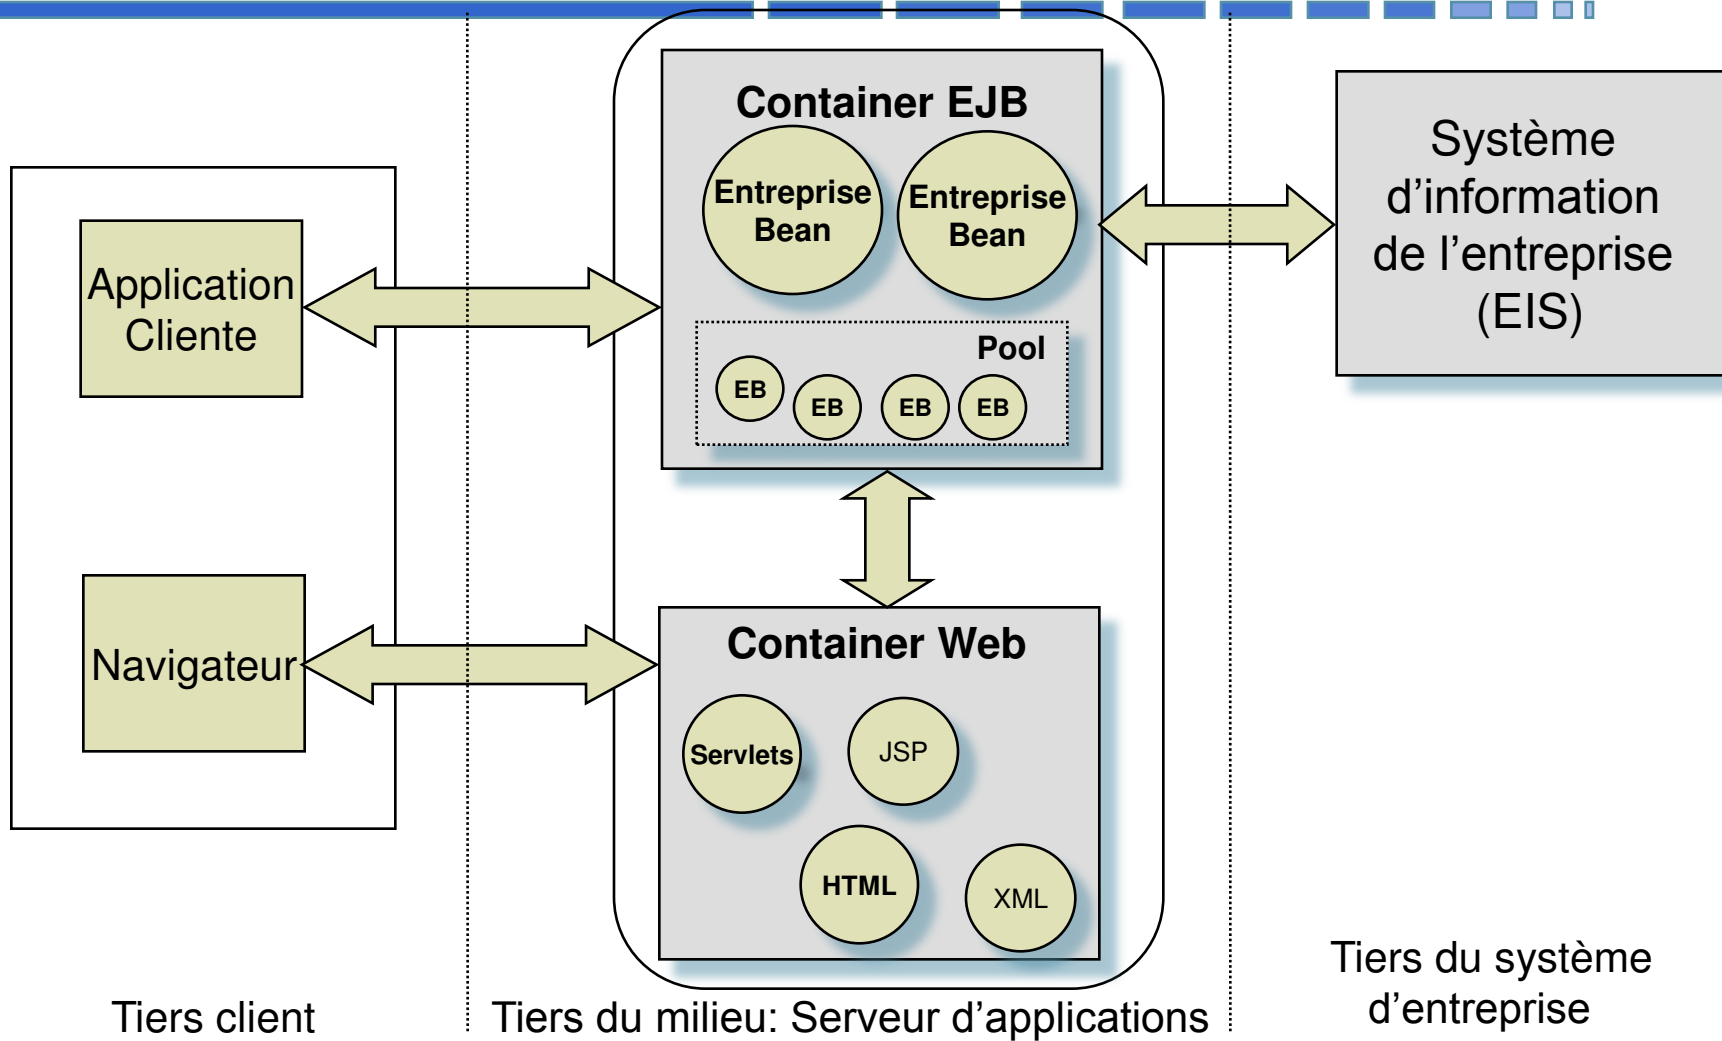 Container EJB
Entreprise
Bean
Entreprise
Bean
Pool
EB
EB
EB
EB
Système
d’information
de l’entreprise
(EIS)
Application
Cliente
Navigateur
Container Web
Servlets
JSP
HTML
XML
Tiers client
Tiers du milieu: Serveur d’applications
Tiers du système
d’entreprise